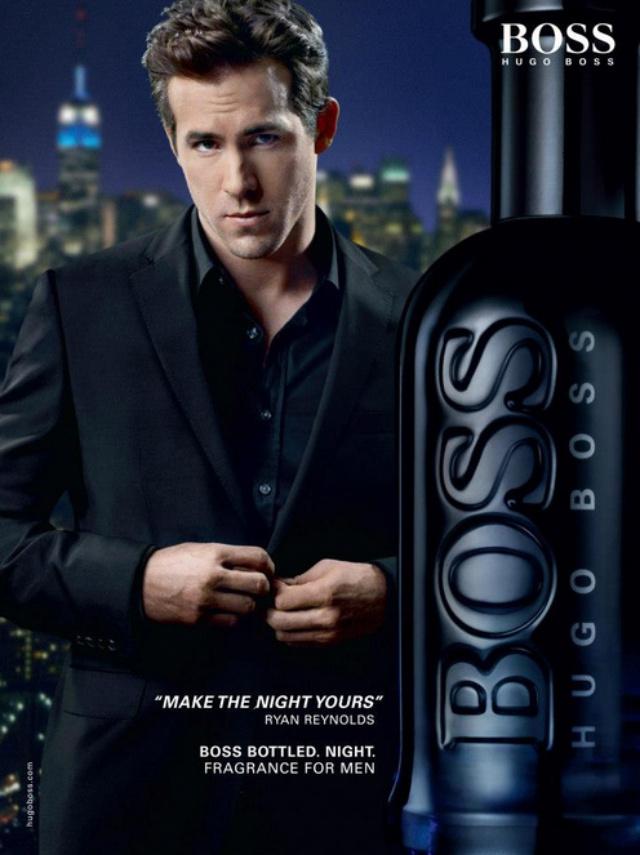 BOSS
HUGO BOSS
BOSS
HUGO BOSS
"MAKE THE NIGHT YOURS"
RYAN REYNOLDS
BOSS BOTTLED. NIGHT.
FRAGRANCE FOR MEN
hugoboss.com